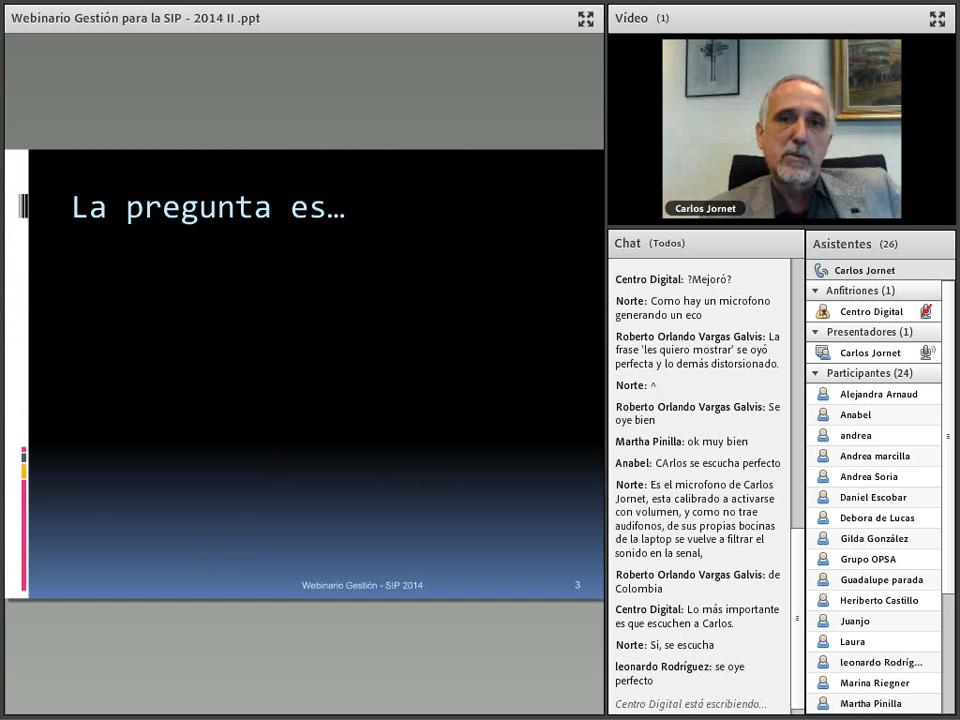 Webinario Gestión para la SIP - 2014 II .ppt
La pregunta es…
Webinario Gestión - SIP 2014
3
Vídeo (1)
Carlos Jornet
Chat (Todos)
Centro Digital: ?Mejoró?
Norte: Como hay un microfono
generando un eco
Roberto Orlando Vargas Galvis: La
frase 'les quiero mostrar' se oyó
perfecta y lo demás distorsionado.
Norte: ^
Roberto Orlando Vargas Galvis: Se
oye bien
Martha Pinilla: ok muy bien
Anabel: CArlos se escucha perfecto
Norte: Es el microfono de Carlos
Jornet, esta calibrado a activarse
con volumen, y como no trae
audifonos, de sus propias bocinas
de la laptop se vuelve a filtrar el
sonido en la senal,
Roberto Orlando Vargas Galvis: de
Colombia
Centro Digital: Lo más importante
es que escuchen a Carlos.
Norte: Si, se escucha
leonardo Rodríguez: se oye
perfecto
Centro Digital está escribiendo...
Asistentes (26)
Carlos Jornet
Anfitriones (1)
Centro Digital
Presentadores (1)
Carlos Jornet
Participantes (24)
Alejandra Arnaud
Anabel
andrea
Andrea marcilla
Andrea Soria
Daniel Escobar
Debora de Lucas
Gilda González
Grupo OPSA
Guadalupe parada
Heriberto Castillo
Juanjo
Laura
leonardo Rodríg...
Marina Riegner
Martha Pinilla